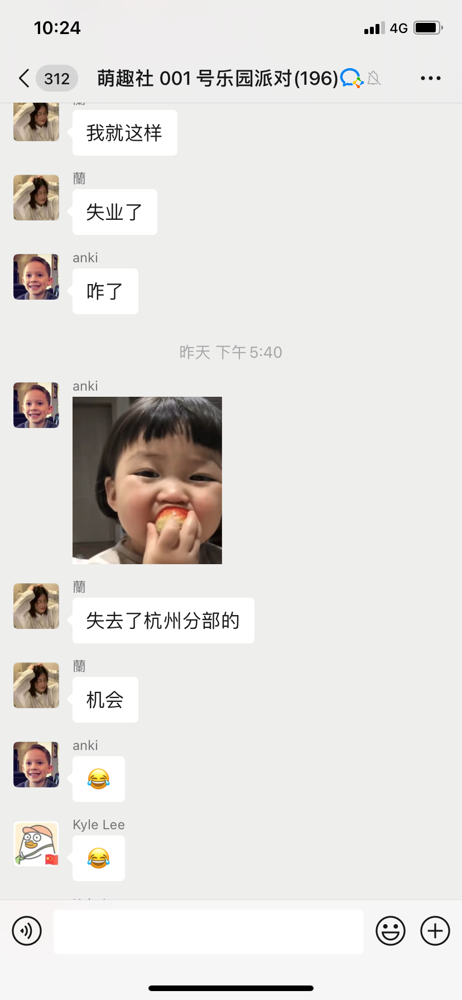 10:24
4G
312
萌趣社 001 号乐园派对(196)
蘭
我就这样
蘭
失业了
anki
咋了
昨天 下午 5:40
anki
蘭
失去了杭州分部的
蘭
机会
anki
😂
Kyle Lee
😂